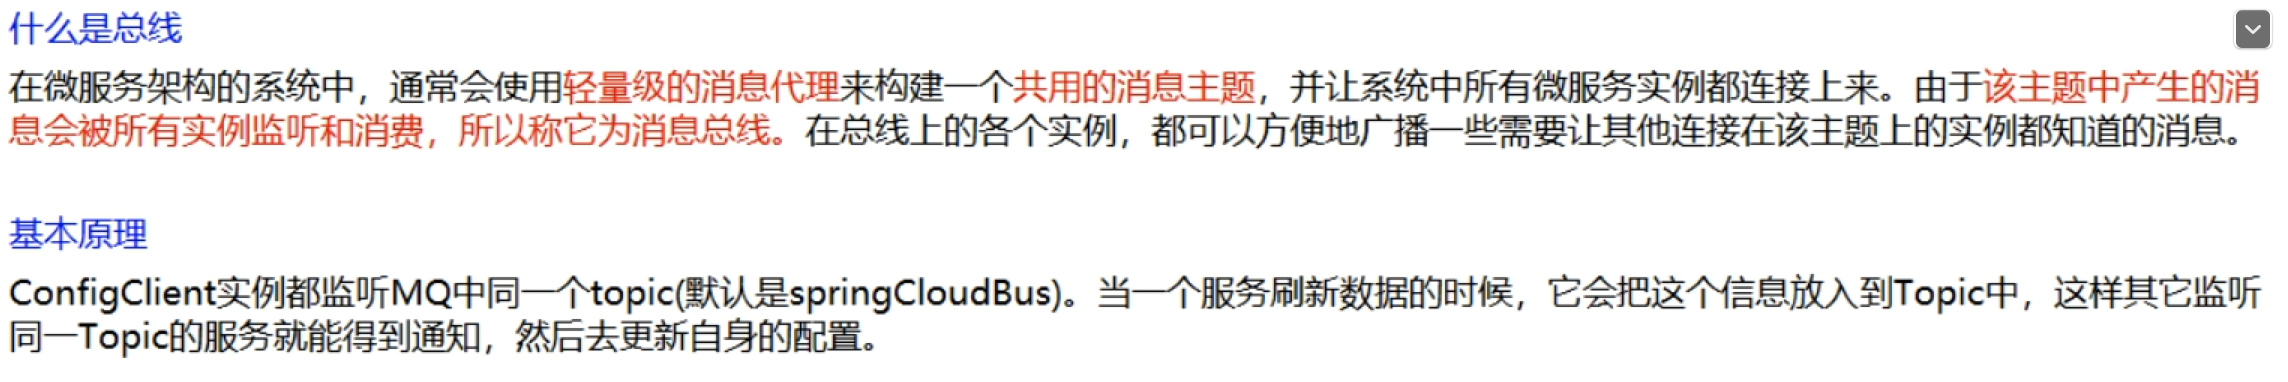 什么是总线
在微服务架构的系统中，通常会使用轻量级的消息代理来构建一个共用的消息主题，并让系统中所有微服务实例都连接上来。由于该主题中产生的消
息会被所有实例监听和消费，所以称它为消息总线。在总线上的各个实例，都可以方便地广播一些需要让其他连接在该主题上的实例都知道的消息。
基本原理
ConfigClient实例都监听MQ中同一个topic(默认是springCloudBus)。当一个服务刷新数据的时候，它会把这个信息放入到Topic中，这样其它监听
同一Topic的服务就能得到通知，然后去更新自身的配置。